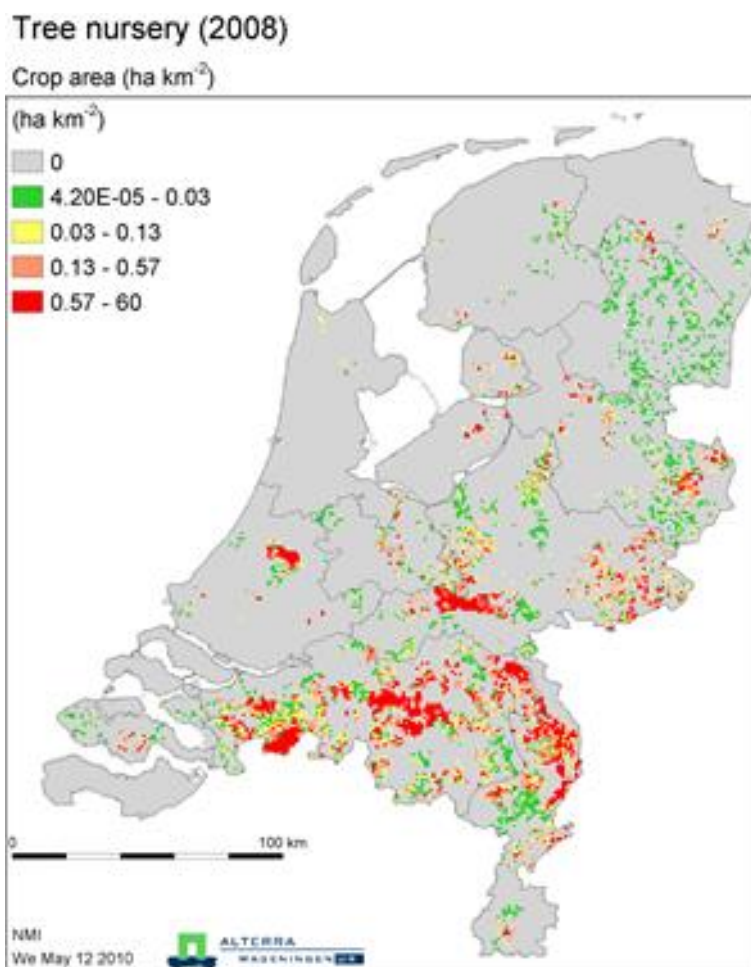 Tree nursery (2008)
Crop area (ha km-2)
(ha km-2)
0
4.20E-05 - 0.03
0.03 - 0.13
0.13 - 0.57
0.57 - 60
0 100 km
NMI
We May 12 2010
ALTERRA
WAGENINGEN UR